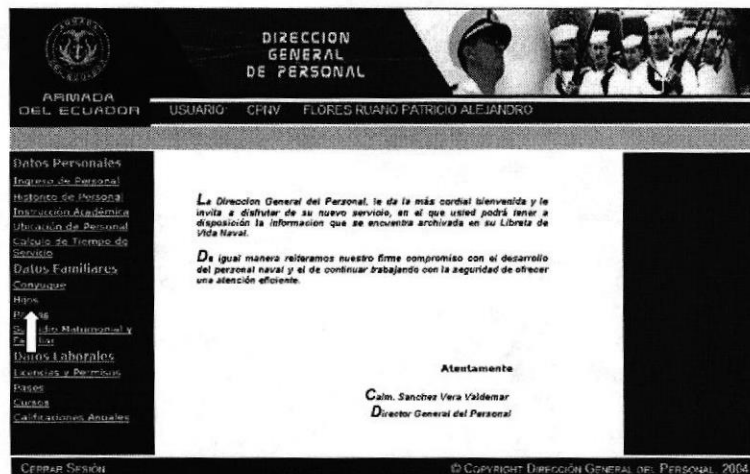 DIRECCION
GENERAL
DE PERSONAL
ARMADA
DEL ECUADOR
USUARIO: CPNV FLORES RUANO PATRICIO ALEJANDRO
Datos Personales
Ingreso de Personal
Historico de Personal
Instrucción Académica
Ubicación de Personal
Calculo de Tiempo de
Servicio
Datos Familiares
Conyugue
Hijos
Matrimonial y
Datos Laborales
Licencias y Permisos
Pases
Cursos
Calificaciones Anuales
La Direccion General del Personal, le da la más cordial bienvenida y le
invita a disfrutar de su nuevo servicio, en el que usted podrá tener a
disposición la informacion que se encuentra archivada en su Libreta de
Vida Naval.
De igual manera reiteramos nuestro firme compromiso con el desarrollo
del personal naval y el de continuar trabajando con la seguridad de ofrecer
una atención eficiente.
Atentamente
Calm. Sanchez Vera Valdemar
Director General del Personal
CERRAR SESIÓN
© COPYRIGHT DIRECCIÓN GENERAL DEL PERSONAL, 2004